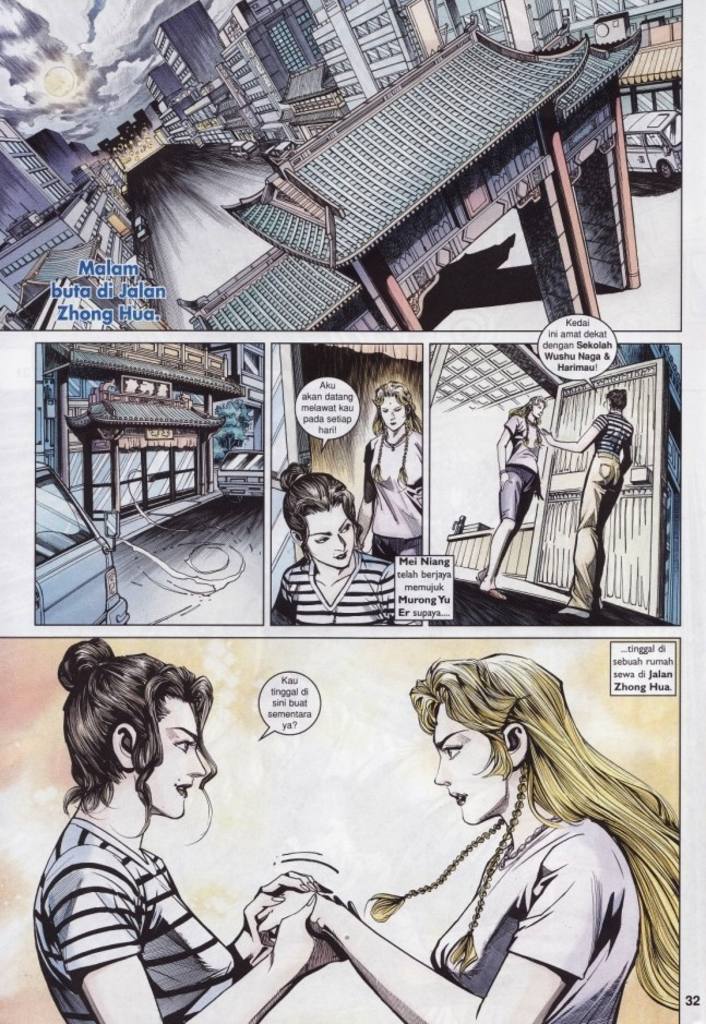 Malam
buta di Jalan
Zhong Hua.
Aku
akan datang
melawat kau
pada setiap
hari!
Mei Niang
telah berjaya
memujuk
Murong Yu
Er supaya....
Kedai
ini amat dekat
dengan Sekolah
Wushu Naga &
Harimau!
Kau
tinggal di
sini buat
sementara
ya?
...tinggal di
sebuah rumah
sewa di Jalan
Zhong Hua.
32